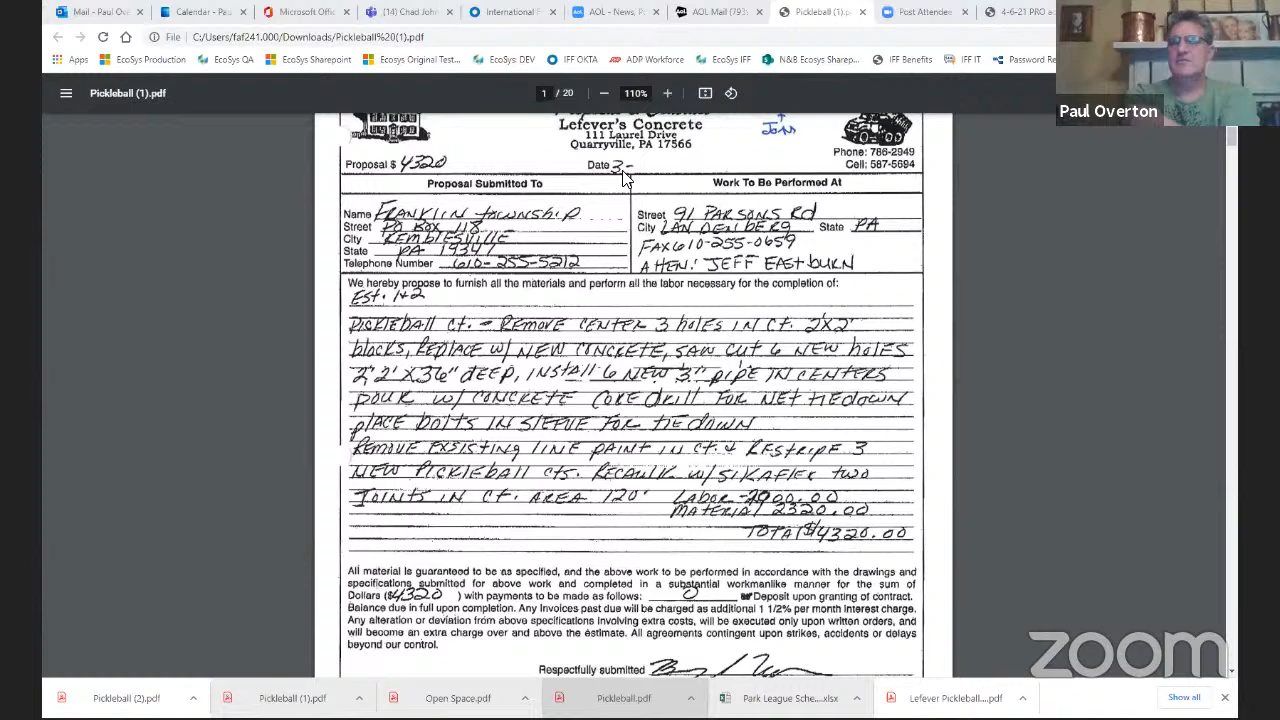 Mail - Paul Ove
Calendar - Pau
Microsoft Offi
(14) Chad John
International F
AOL - News, Po
AOL Mail (793
Pickleball (1).p
Post Attendee
4-6-21 PRO ac
File C:/Users/faf241.000/Downloads/Pickleball%20(1).pdf
Apps EcoSys Production EcoSys QA EcoSys Sharepoint EcoSys Original Test... EcoSys DEV IFF OKTA ADP Workforce EcoSys IFF N&B EcoSys Sharep... IFF Benefits IFF IT Password Re
Pickleball (1).pdf 1 / 20 110%
Paul Overton
Lefever's Concrete
111 Laurel Drive
Quarryville, PA 17566
Phone: 786-2949
Cell: 587-5694
Proposal $ 4320 Date 3-
Proposal Submitted To
Work To Be Performed At
Name FRANKLIN TOWNSHIP
Street PO BOX 118
City KEMBLESVILLE
State PA 19347
Telephone Number 610-255-5212
Street 91 PARSONS Rd
City LANDENBERG State PA
FAX 610-255-0659
Atten: JEFF EASTBURN
We hereby propose to furnish all the materials and perform all the labor necessary for the completion of:
Est. 1+2
PICKLEBALL Ct. - REMOVE CENTER 3 holes IN Ct. 2'X2'
blocks, REPLACE W/ NEW CONCRETE, SAW CUT 6 NEW holes
2'2'X36" DEEP, INSTALL 6 NEW 3" PIPE IN CENTERS
POUR W/ CONCRETE CORE dRILL FOR NET TIEDOWN
PLACE bolts IN SLEEVE FOR TIEDOWN
REMOVE EXSISTING LINE PAINT IN Ct. & REstripE 3
NEW PICKLEBALL Cts. RECAULK W/ SIKAFLEX TWO
JOINTS IN Ct. AREA 120' LABOR - 2000.00
MATERIAL 2320.00
TOTAL $4320.00
All material is guaranteed to be as specified, and the above work to be performed in accordance with the drawings and
specifications submitted for above work and completed in a substantial workmanlike manner for the sum of
Dollars ($4320 ) with payments to be made as follows: 0 Deposit upon granting of contract.
Balance due in full upon completion. Any Invoices past due will be charged as additional 1 1/2% per month interest charge.
Any alteration or deviation from above specifications involving extra costs, will be executed only upon written orders, and
will become an extra charge over and above the estimate. All agreements contingent upon strikes, accidents or delays
beyond our control.
Respectfully submitted
zoom
Pickleball (2).pdf
Pickleball (1).pdf
Open Space.pdf
Pickleball.pdf
Park League Sche....xlsx
Lefever Pickleball....pdf
Show all